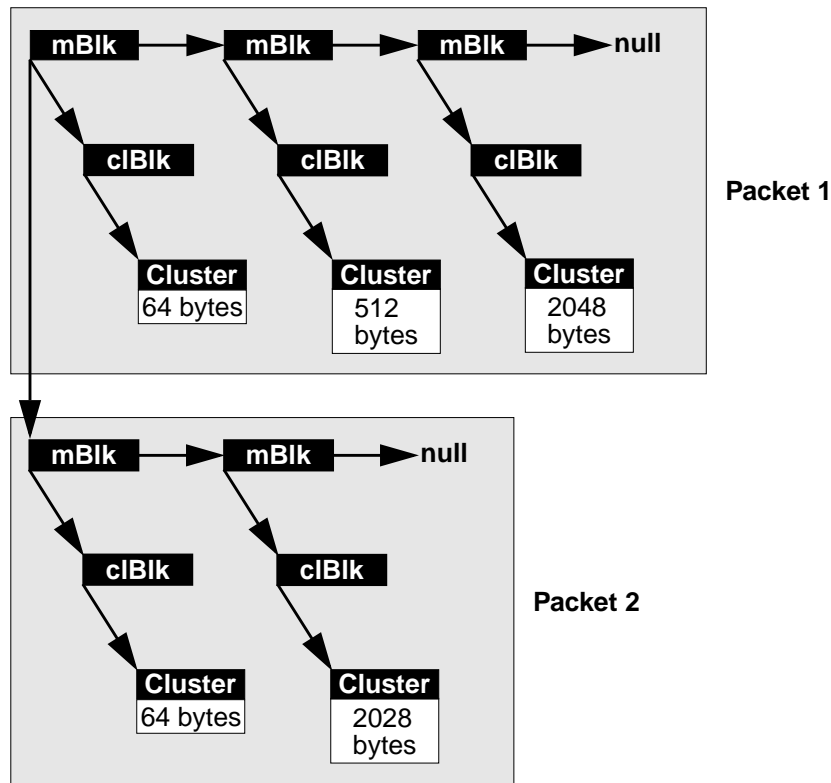 mBlk mBlk mBlk null
clBlk clBlk clBlk
Packet 1
Cluster Cluster Cluster
64 bytes 512 2048
bytes bytes
mBlk mBlk null
clBlk clBlk
Packet 2
Cluster Cluster
64 bytes 2028
bytes